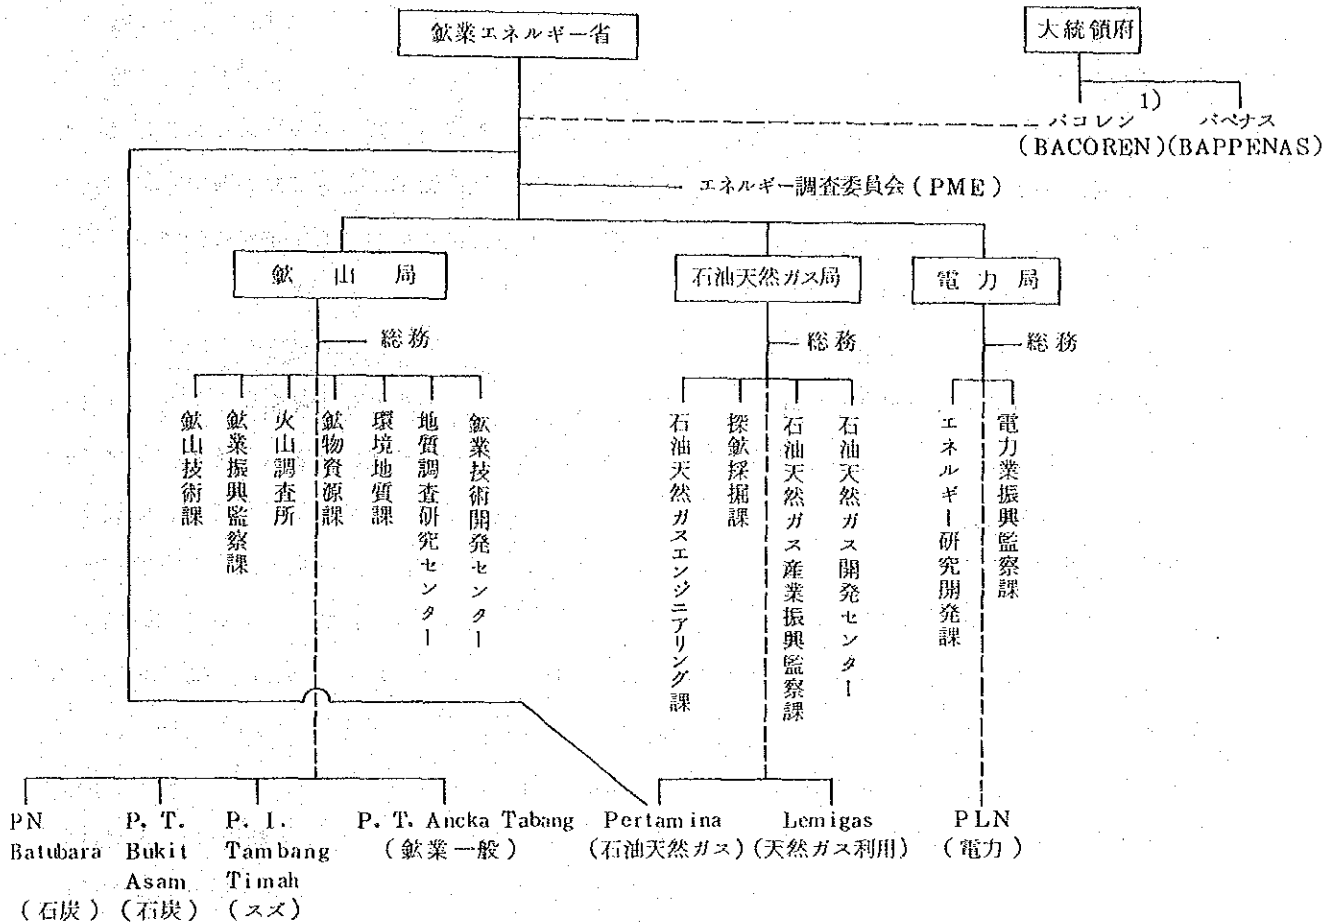 鉱業エネルギー省
大統領府
1)
バコレン
(BACOREN)
バペナス
(BAPPENAS)
エネルギー調査委員会 (PME)
鉱山局
石油天然ガス局
電力局
総務
総務
総務
鉱山技術課
鉱業振興監察課
火山調査所
鉱物資源課
環境地質課
地質調査研究センター
鉱業技術開発センター
石油天然ガスエンジニアリング課
探鉱採掘課
石油天然ガス産業振興監察課
石油天然ガス開発センター
エネルギー研究開発課
電力業振興監察課
PN
Batubara
(石炭)
P. T.
Bukit
Asam
(石炭)
P. I.
Tambang
Timah
(スズ)
P. T. Ancka Tabang
(鉱業一般)
Pertamina
(石油天然ガス)
Lemigas
(天然ガス利用)
PLN
(電力)